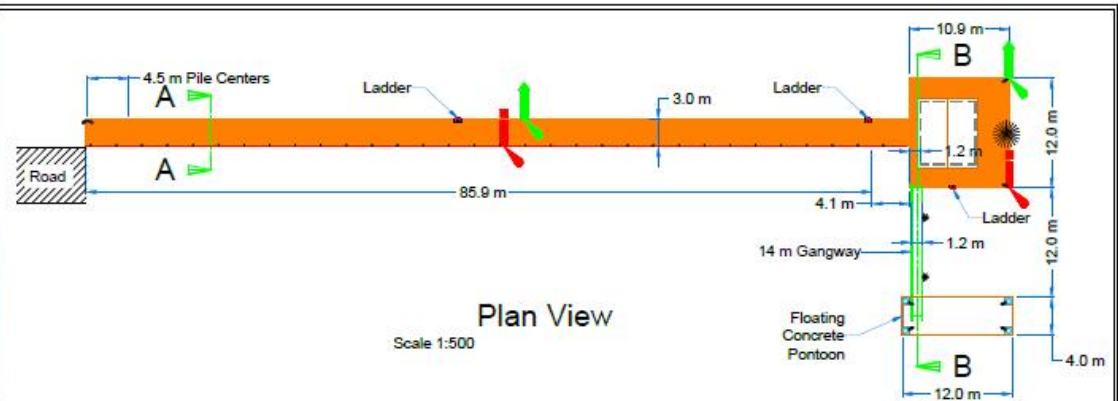 10.9 m
B
4.5 m Pile Centers
A
Ladder
3.0 m
Ladder
1.2 m
12.0 m
A
Road
85.9 m
4.1 m
Ladder
14 m Gangway
1.2 m
12.0 m
Plan View
Scale 1:500
Floating
Concrete
Pontoon
B
4.0 m
12.0 m